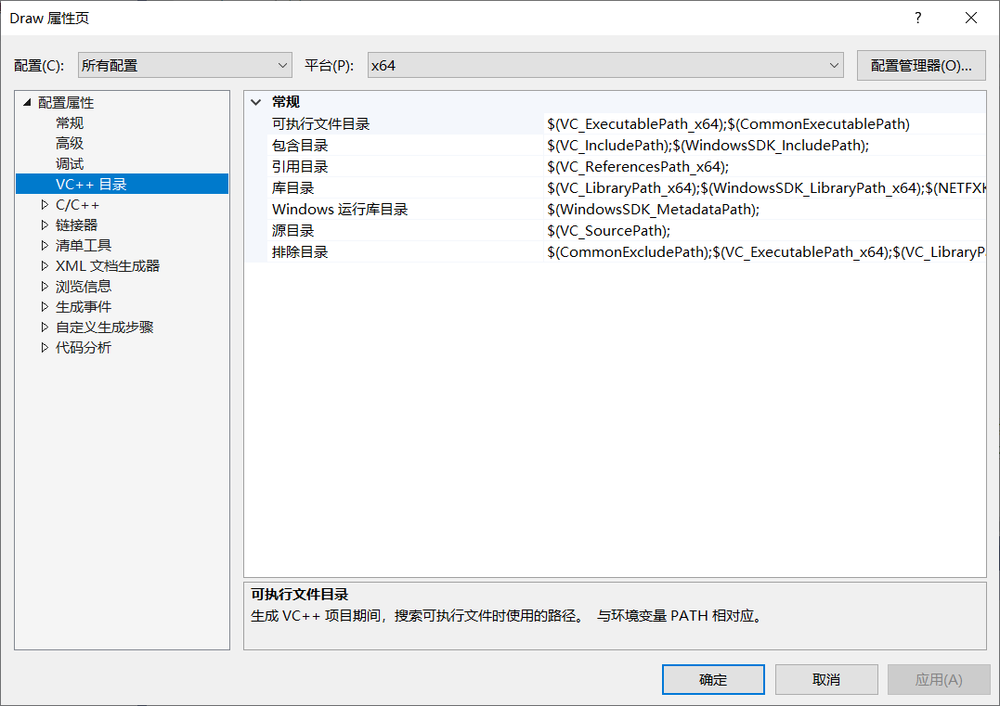 Draw 属性页
配置(C): 所有配置 平台(P): x64 配置管理器(O)...
配置属性
常规
高级
调试
VC++ 目录
C/C++
链接器
清单工具
XML 文档生成器
浏览信息
生成事件
自定义生成步骤
代码分析
常规
可执行文件目录 $(VC_ExecutablePath_x64);$(CommonExecutablePath)
包含目录 $(VC_IncludePath);$(WindowsSDK_IncludePath);
引用目录 $(VC_ReferencesPath_x64);
库目录 $(VC_LibraryPath_x64);$(WindowsSDK_LibraryPath_x64);$(NETFXK
Windows 运行库目录 $(WindowsSDK_MetadataPath);
源目录 $(VC_SourcePath);
排除目录 $(CommonExcludePath);$(VC_ExecutablePath_x64);$(VC_LibraryP
可执行文件目录
生成 VC++ 项目期间，搜索可执行文件时使用的路径。 与环境变量 PATH 相对应。
确定 取消 应用(A)